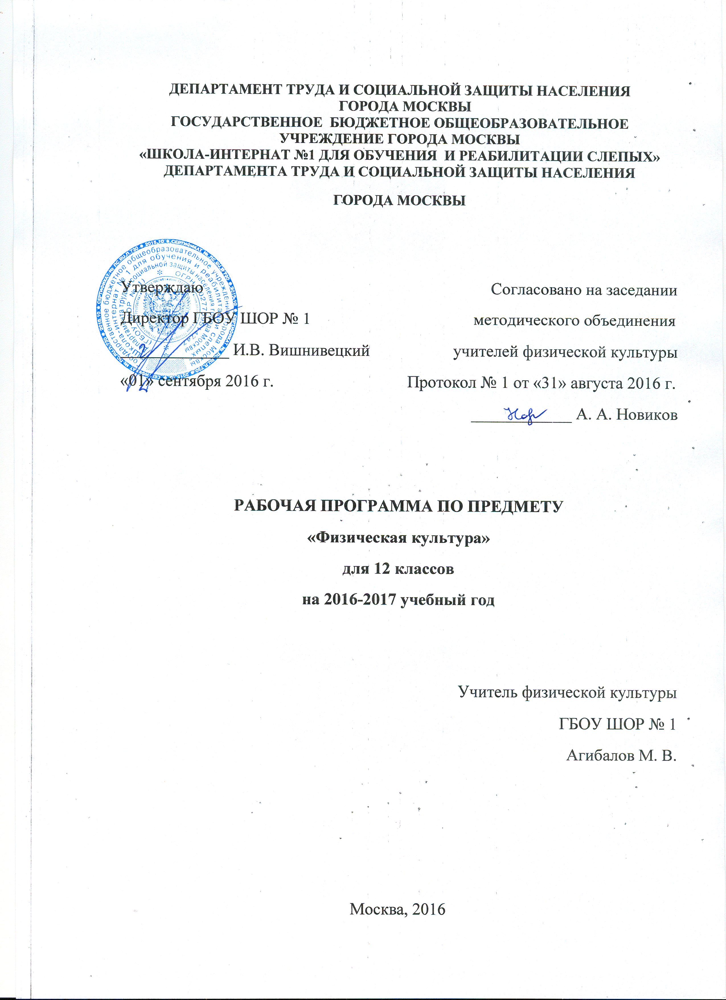 ДЕПАРТАМЕНТ ТРУДА И СОЦИАЛЬНОЙ ЗАЩИТЫ НАСЕЛЕНИЯ
ГОРОДА МОСКВЫ
ГОСУДАРСТВЕННОЕ БЮДЖЕТНОЕ ОБЩЕОБРАЗОВАТЕЛЬНОЕ
УЧРЕЖДЕНИЕ ГОРОДА МОСКВЫ
«ШКОЛА-ИНТЕРНАТ №1 ДЛЯ ОБУЧЕНИЯ И РЕАБИЛИТАЦИИ СЛЕПЫХ»
ДЕПАРТАМЕНТА ТРУДА И СОЦИАЛЬНОЙ ЗАЩИТЫ НАСЕЛЕНИЯ
ГОРОДА МОСКВЫ
Утверждаю
Директор ГБОУ ШОР № 1
____________ И.В. Вишнивецкий
«01» сентября 2016 г.
Согласовано на заседании
методического объединения
учителей физической культуры
Протокол № 1 от «31» августа 2016 г.
____________ А. А. Новиков
РАБОЧАЯ ПРОГРАММА ПО ПРЕДМЕТУ
«Физическая культура»
для 12 классов
на 2016-2017 учебный год
Учитель физической культуры
ГБОУ ШОР № 1
Агибалов М. В.
Москва, 2016